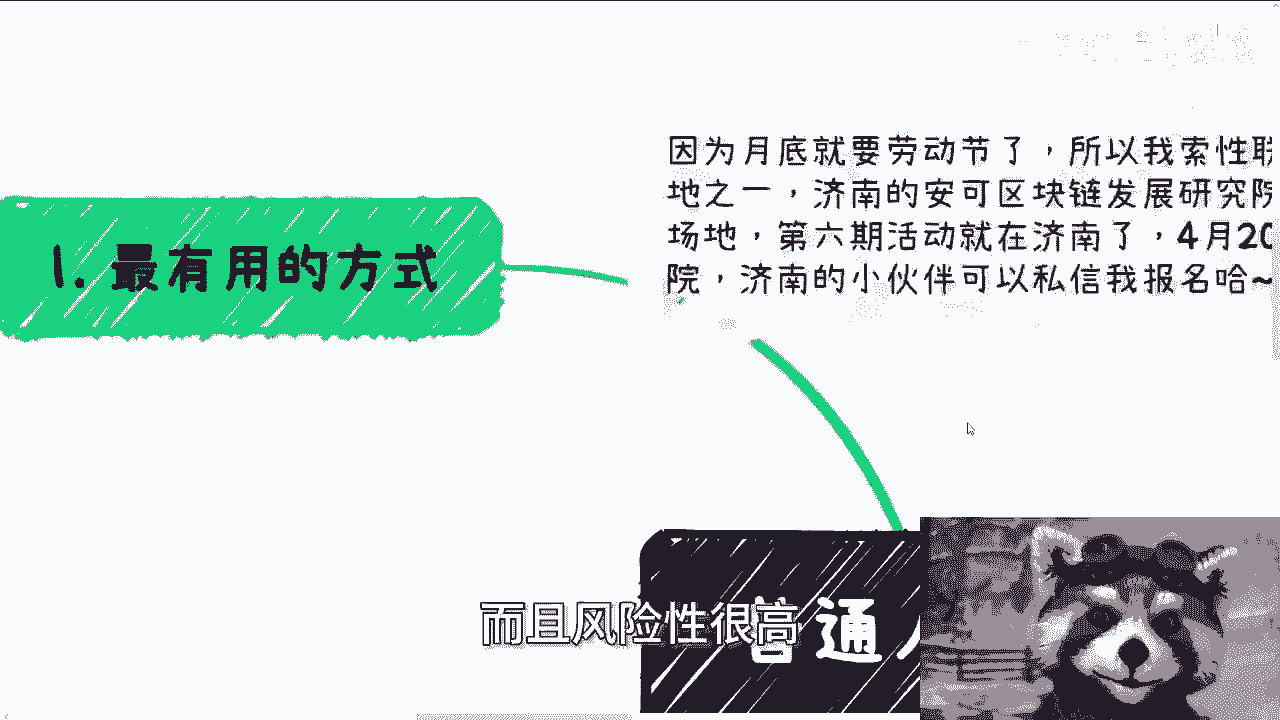 因为月底就要劳动节了，所以我索性联
地之一，济南的安可区块链发展研究院
场地，第六期活动就在济南了，4月20
院，济南的小伙伴可以私信我报名哈~
1. 最有用的方式
普通人
而且风险性很高